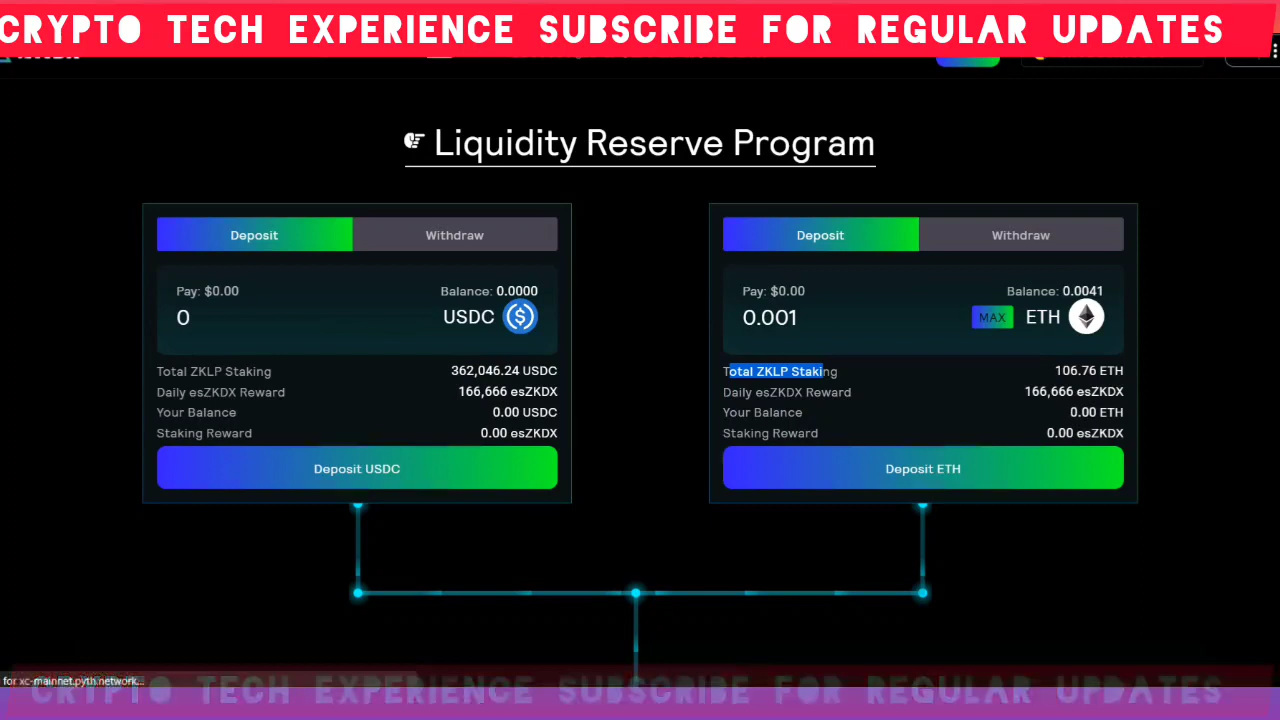 CRYPTO TECH EXPERIENCE SUBSCRIBE FOR REGULAR UPDATES
Liquidity Reserve Program
Deposit Withdraw
Pay: $0.00 Balance: 0.0000
0 USDC
Total ZKLP Staking 362,046.24 USDC
Daily esZKDX Reward 166,666 esZKDX
Your Balance 0.00 USDC
Staking Reward 0.00 esZKDX
Deposit USDC
Deposit Withdraw
Pay: $0.00 Balance: 0.0041
0.001 MAX ETH
Total ZKLP Staking 106.76 ETH
Daily esZKDX Reward 166,666 esZKDX
Your Balance 0.00 ETH
Staking Reward 0.00 esZKDX
Deposit ETH
for xc-mainnet.pyth.network...
CRYPTO TECH EXPERIENCE SUBSCRIBE FOR REGULAR UPDATES